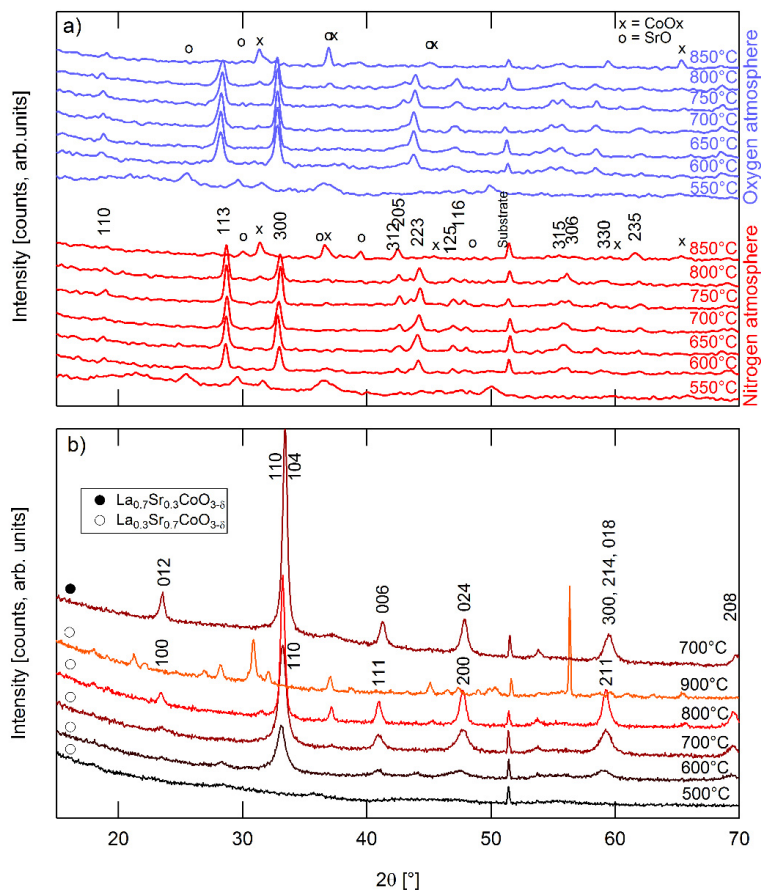 a)
x = CoOx
o = SrO
o o x o x o x x
850°C
800°C
750°C
700°C
650°C
600°C
550°C
Oxygen atmosphere
110 113 o x 300 o x o 312 205 223 x 125 116 o Substrate 315 306 330 x 235 x
850°C
800°C
750°C
700°C
650°C
600°C
550°C
Nitrogen atmosphere
Intensity [counts, arb.units]
b)
La0.7Sr0.3CoO3-δ
La0.3Sr0.7CoO3-δ
012 110 104 006 024 300, 214, 018 208
700°C
900°C
100 110 111 200 211
800°C
700°C
600°C
500°C
Intensity [counts, arb. units]
20 30 40 50 60 70
2θ [°]